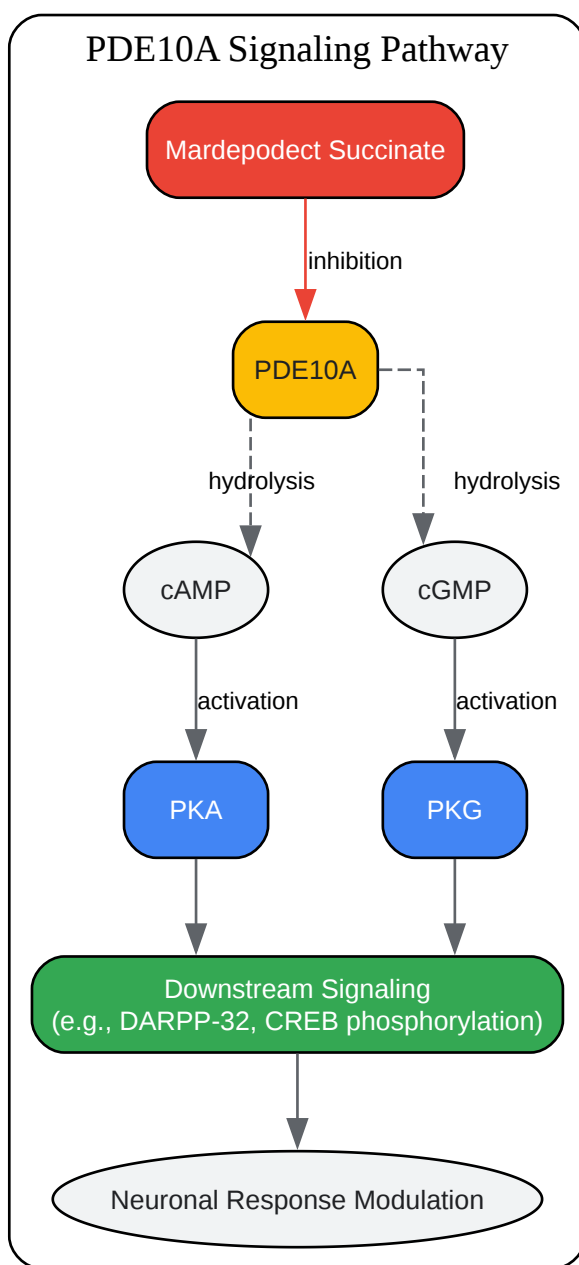 PDE10A Signaling Pathway
Mardepodect Succinate
inhibition
PDE10A
hydrolysis
hydrolysis
cAMP
cGMP
activation
activation
PKA
PKG
Downstream Signaling
(e.g., DARPP-32, CREB phosphorylation)
Neuronal Response Modulation